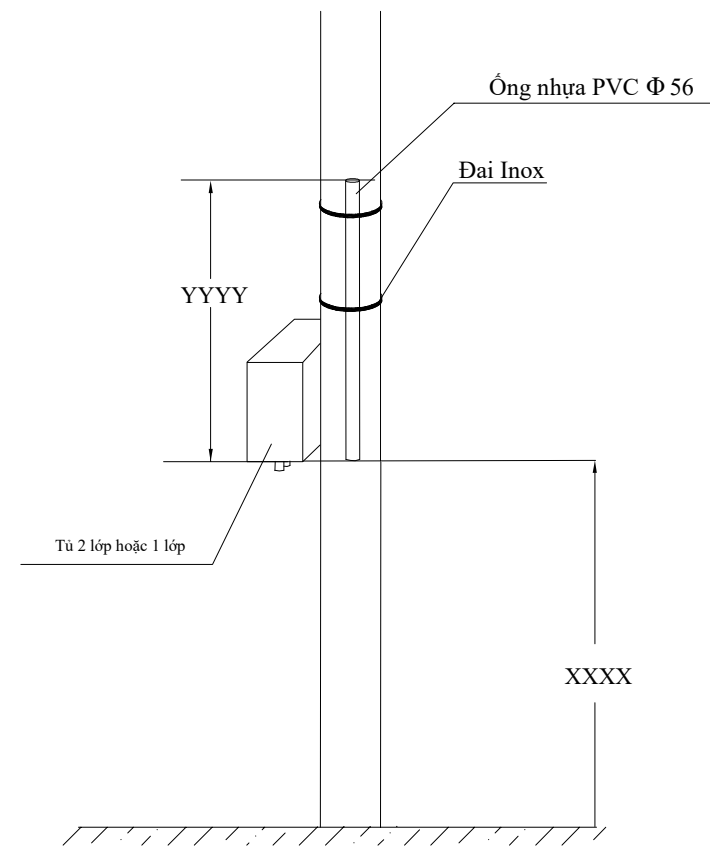 Ống nhựa PVC Φ 56
Đai Inox
YYYY
Tủ 2 lớp hoặc 1 lớp
XXXX